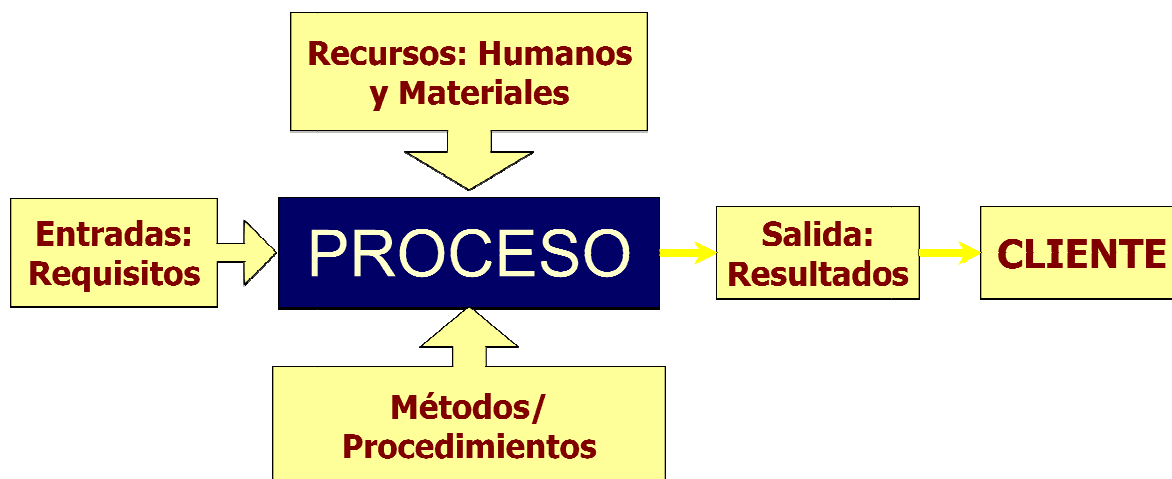 Recursos: Humanos
y Materiales
Entradas:
Requisitos
PROCESO
Salida:
Resultados
CLIENTE
Métodos/
Procedimientos